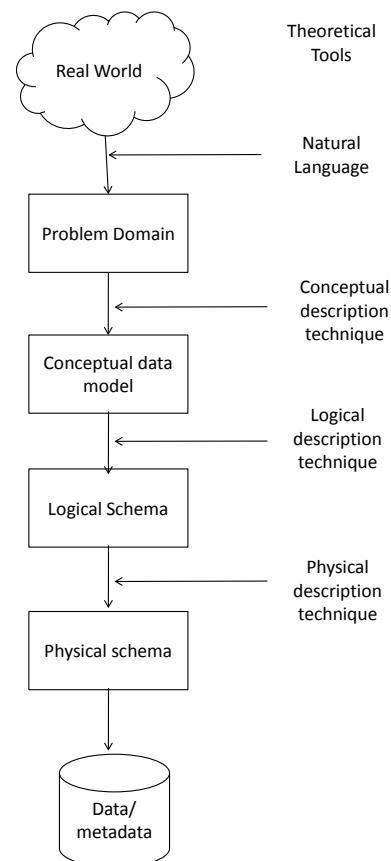 Theoretical
Tools
Real World
Natural
Language
Problem Domain
Conceptual
description
technique
Conceptual data
model
Logical
description
technique
Logical Schema
Physical
description
technique
Physical schema
Data/
metadata